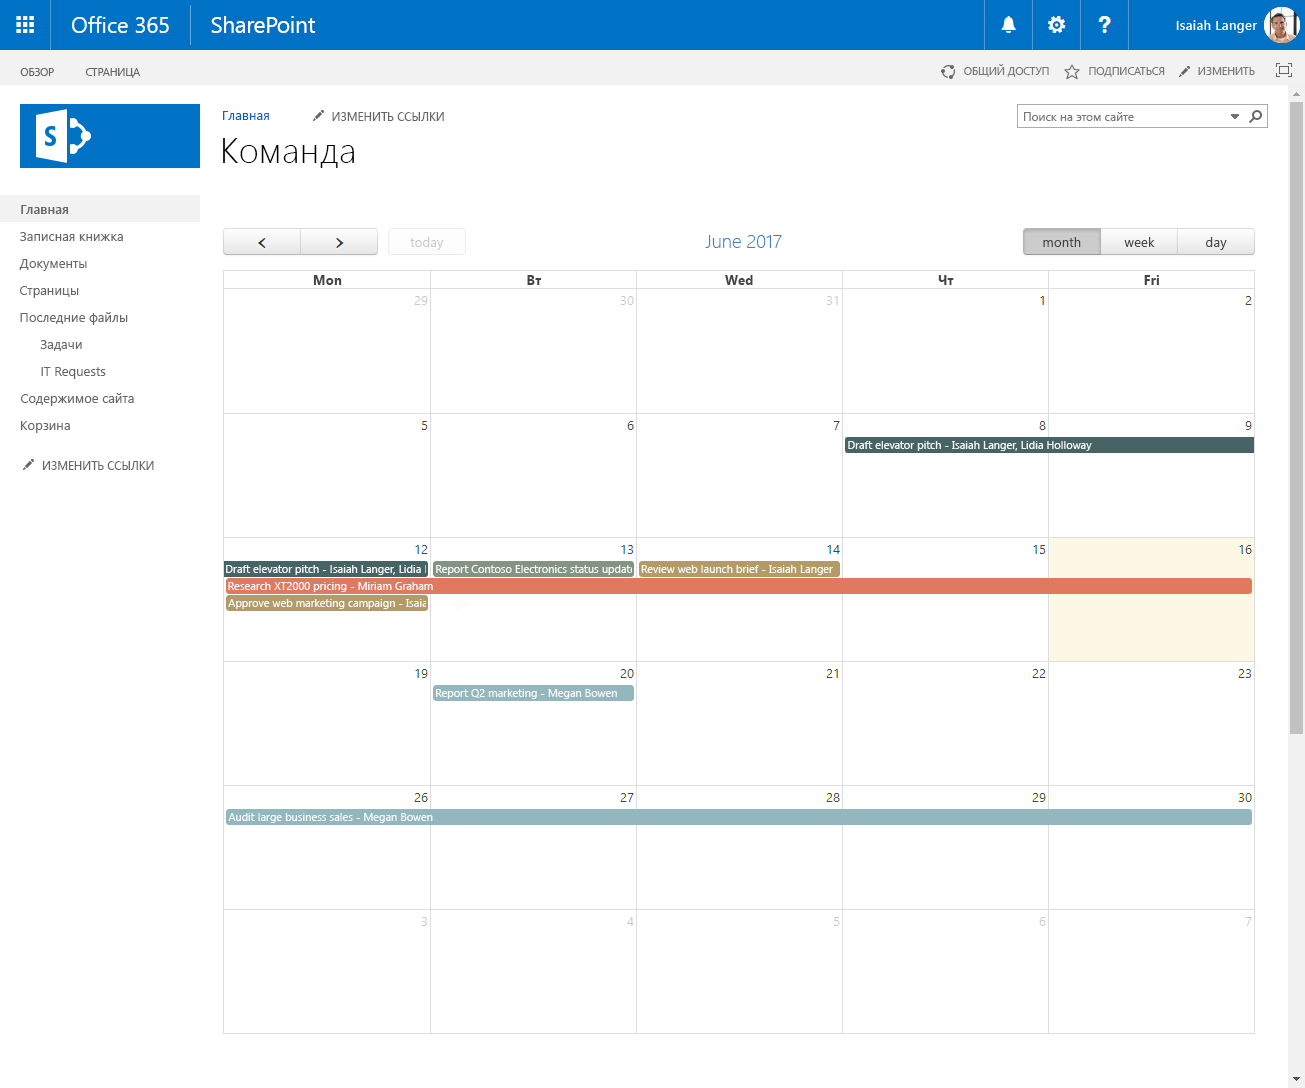 Office 365 SharePoint ? Isaiah Langer
ОБЗОР СТРАНИЦА ОБЩИЙ ДОСТУП ПОДПИСАТЬСЯ ИЗМЕНИТЬ
S
Главная ИЗМЕНИТЬ ССЫЛКИ
Поиск на этом сайте
Команда
Главная
Записная книжка
Документы
Страницы
Последние файлы
Задачи
IT Requests
Содержимое сайта
Корзина
ИЗМЕНИТЬ ССЫЛКИ
today June 2017 month week day
Mon Вт Wed Чт Fri
29 30 31 1 2
5 6 7 8 9
Draft elevator pitch - Isaiah Langer, Lidia Holloway
12 13 14 15 16
Draft elevator pitch - Isaiah Langer, Lidia Report Contoso Electronics status updat Review web launch brief - Isaiah Langer
Research XT2000 pricing - Miriam Graham
Approve web marketing campaign - Isaia
19 20 21 22 23
Report Q2 marketing - Megan Bowen
26 27 28 29 30
Audit large business sales - Megan Bowen
3 4 5 6 7